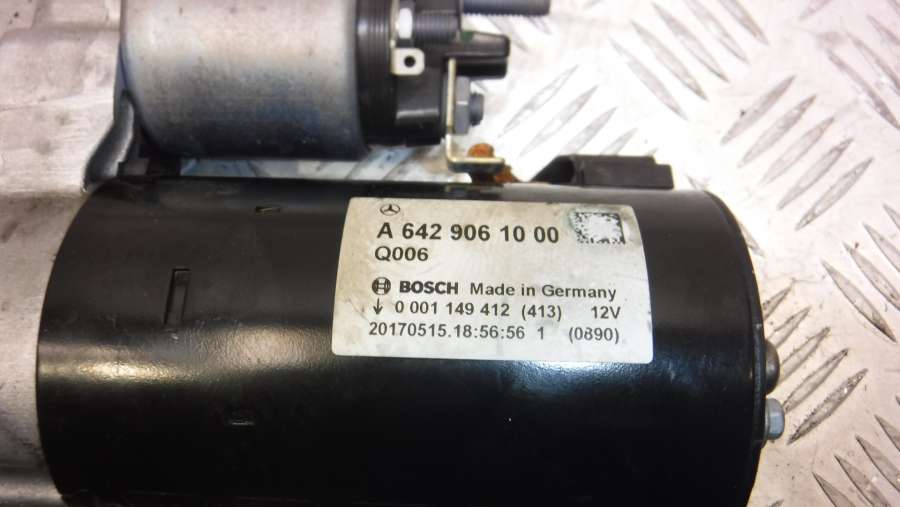 A 642 906 10 00
Q006
BOSCH Made in Germany
↓ 0 001 149 412 (413) 12V
20170515.18:56:56 1 (0890)